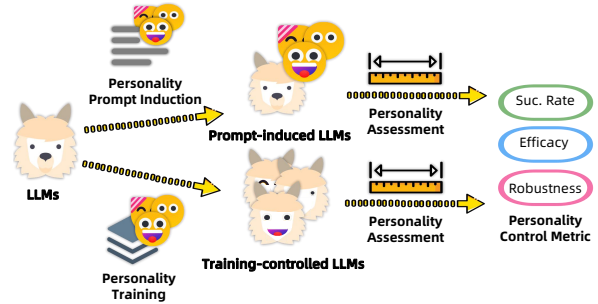 Personality
Prompt Induction
LLMs
Prompt-induced LLMs
Personality
Assessment
Personality
Training
Training-controlled LLMs
Personality
Assessment
Suc. Rate
Efficacy
Robustness
Personality
Control Metric